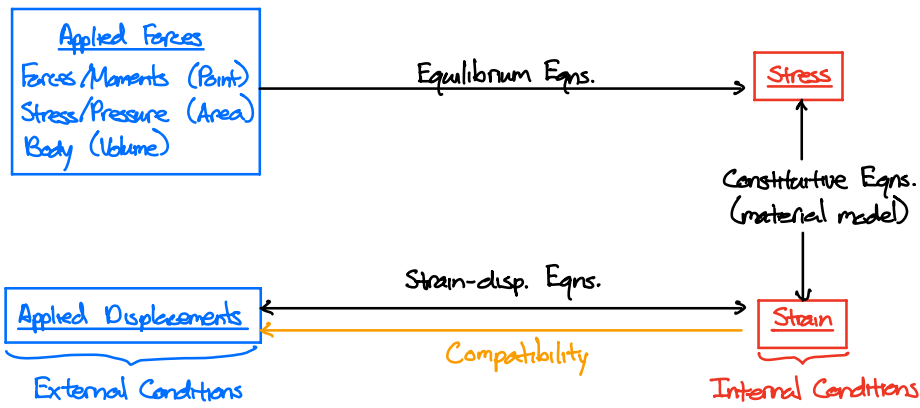 Applied Forces
Forces/Moments (Point)
Stress/Pressure (Area)
Body (Volume)
Equilibrium Eqns.
Stress
Constitutive Eqns.
(material model)
Strain-disp. Eqns.
Applied Displacements
Strain
Compatibility
External Conditions
Internal Conditions